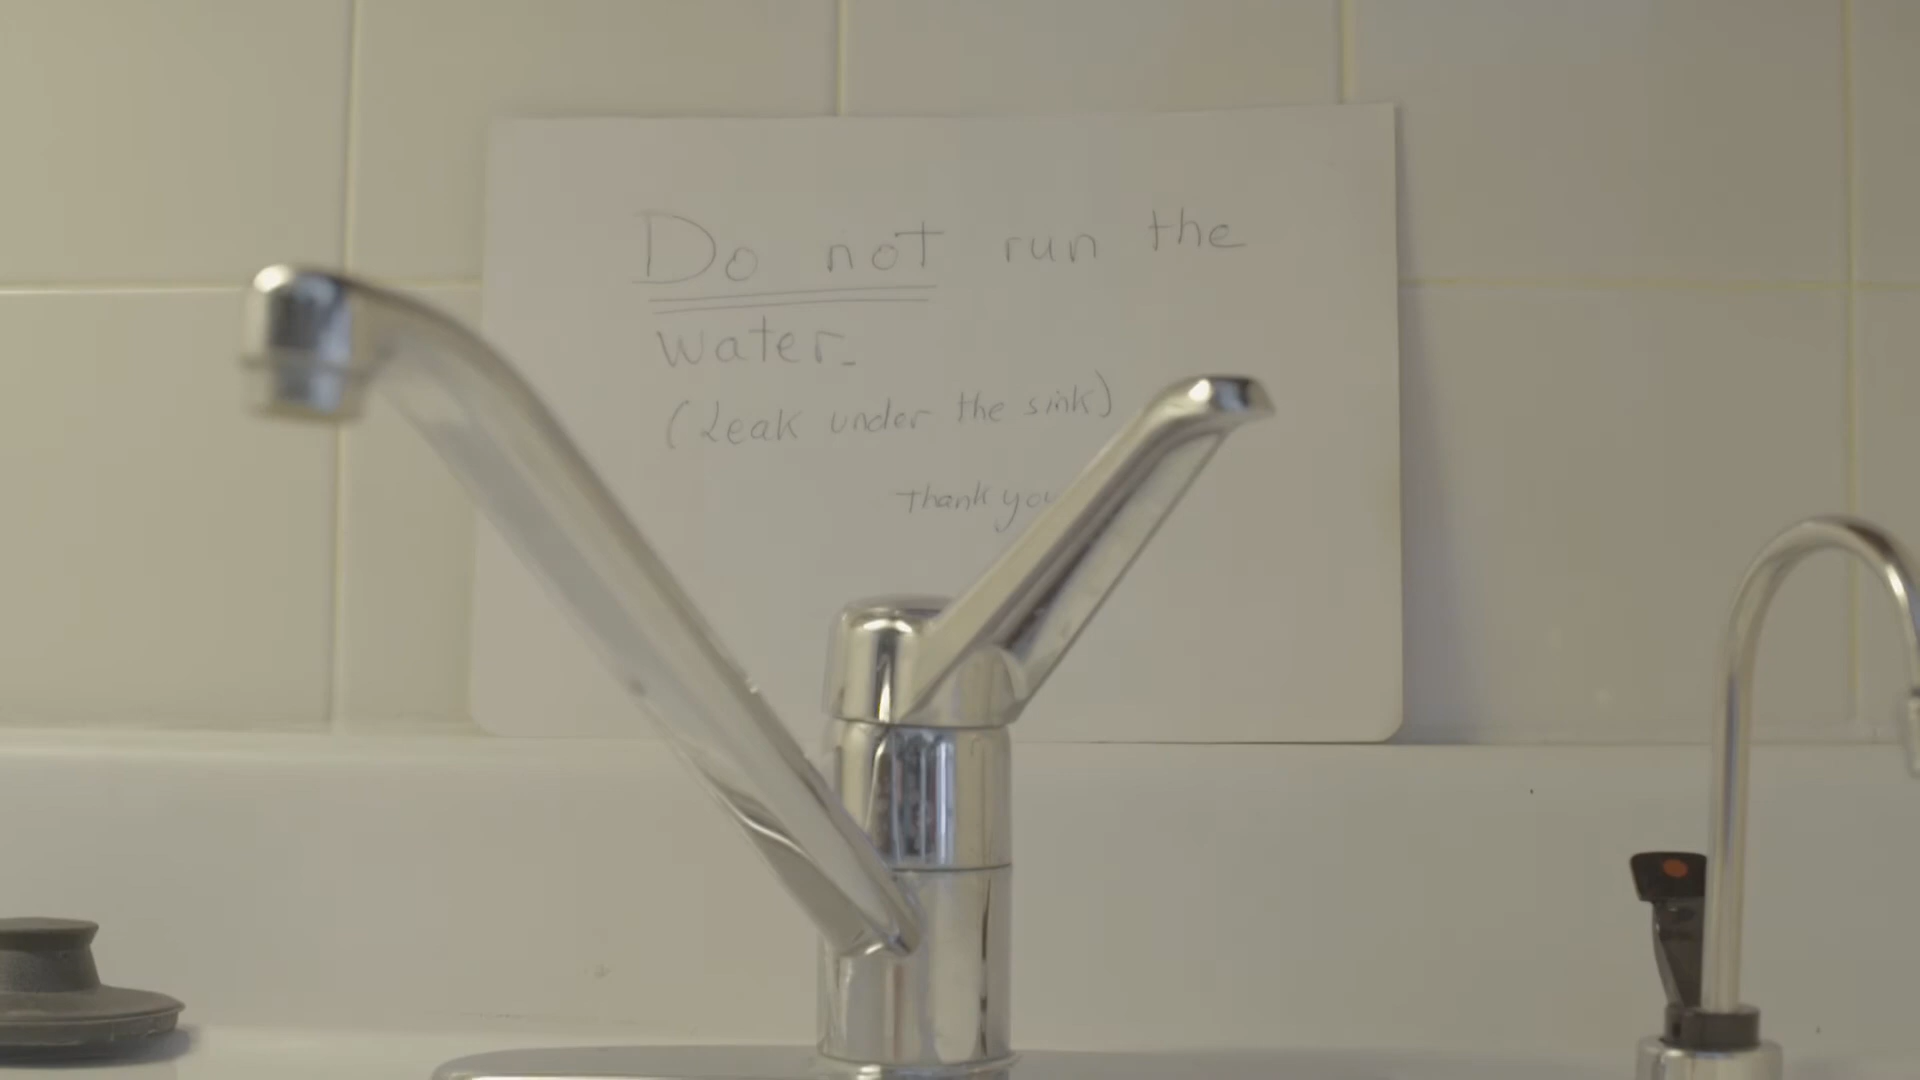 Do not run the
water.
(Leak under the sink)
Thank you